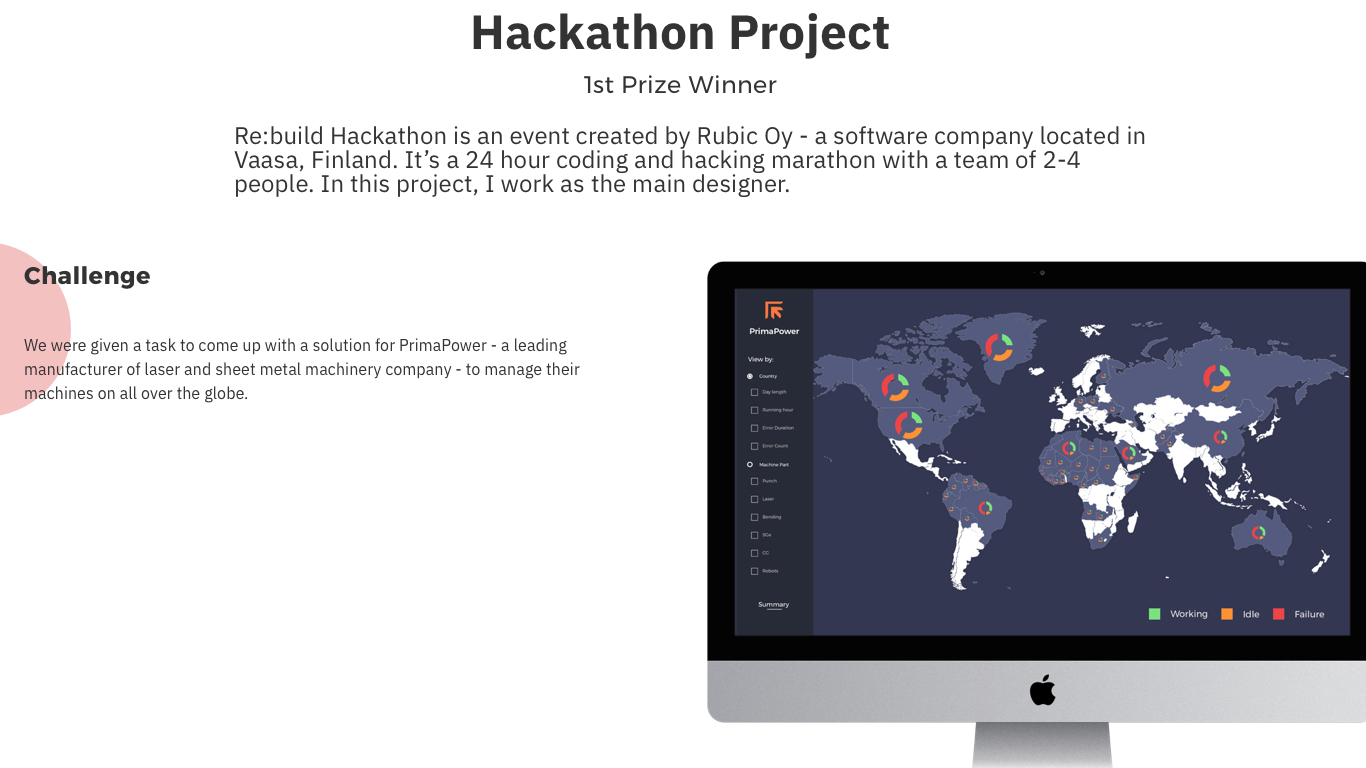 Hackathon Project
1st Prize Winner
Re:build Hackathon is an event created by Rubic Oy - a software company located in
Vaasa, Finland. It’s a 24 hour coding and hacking marathon with a team of 2-4
people. In this project, I work as the main designer.
Challenge
We were given a task to come up with a solution for PrimaPower - a leading
manufacturer of laser and sheet metal machinery company - to manage their
machines on all over the globe.
PrimaPower
View by:
Country
Day length
Running hour
Error Duration
Error Count
Machine Part
Punch
Laser
Bending
SGe
CC
Robots
Summary
Working Idle Failure